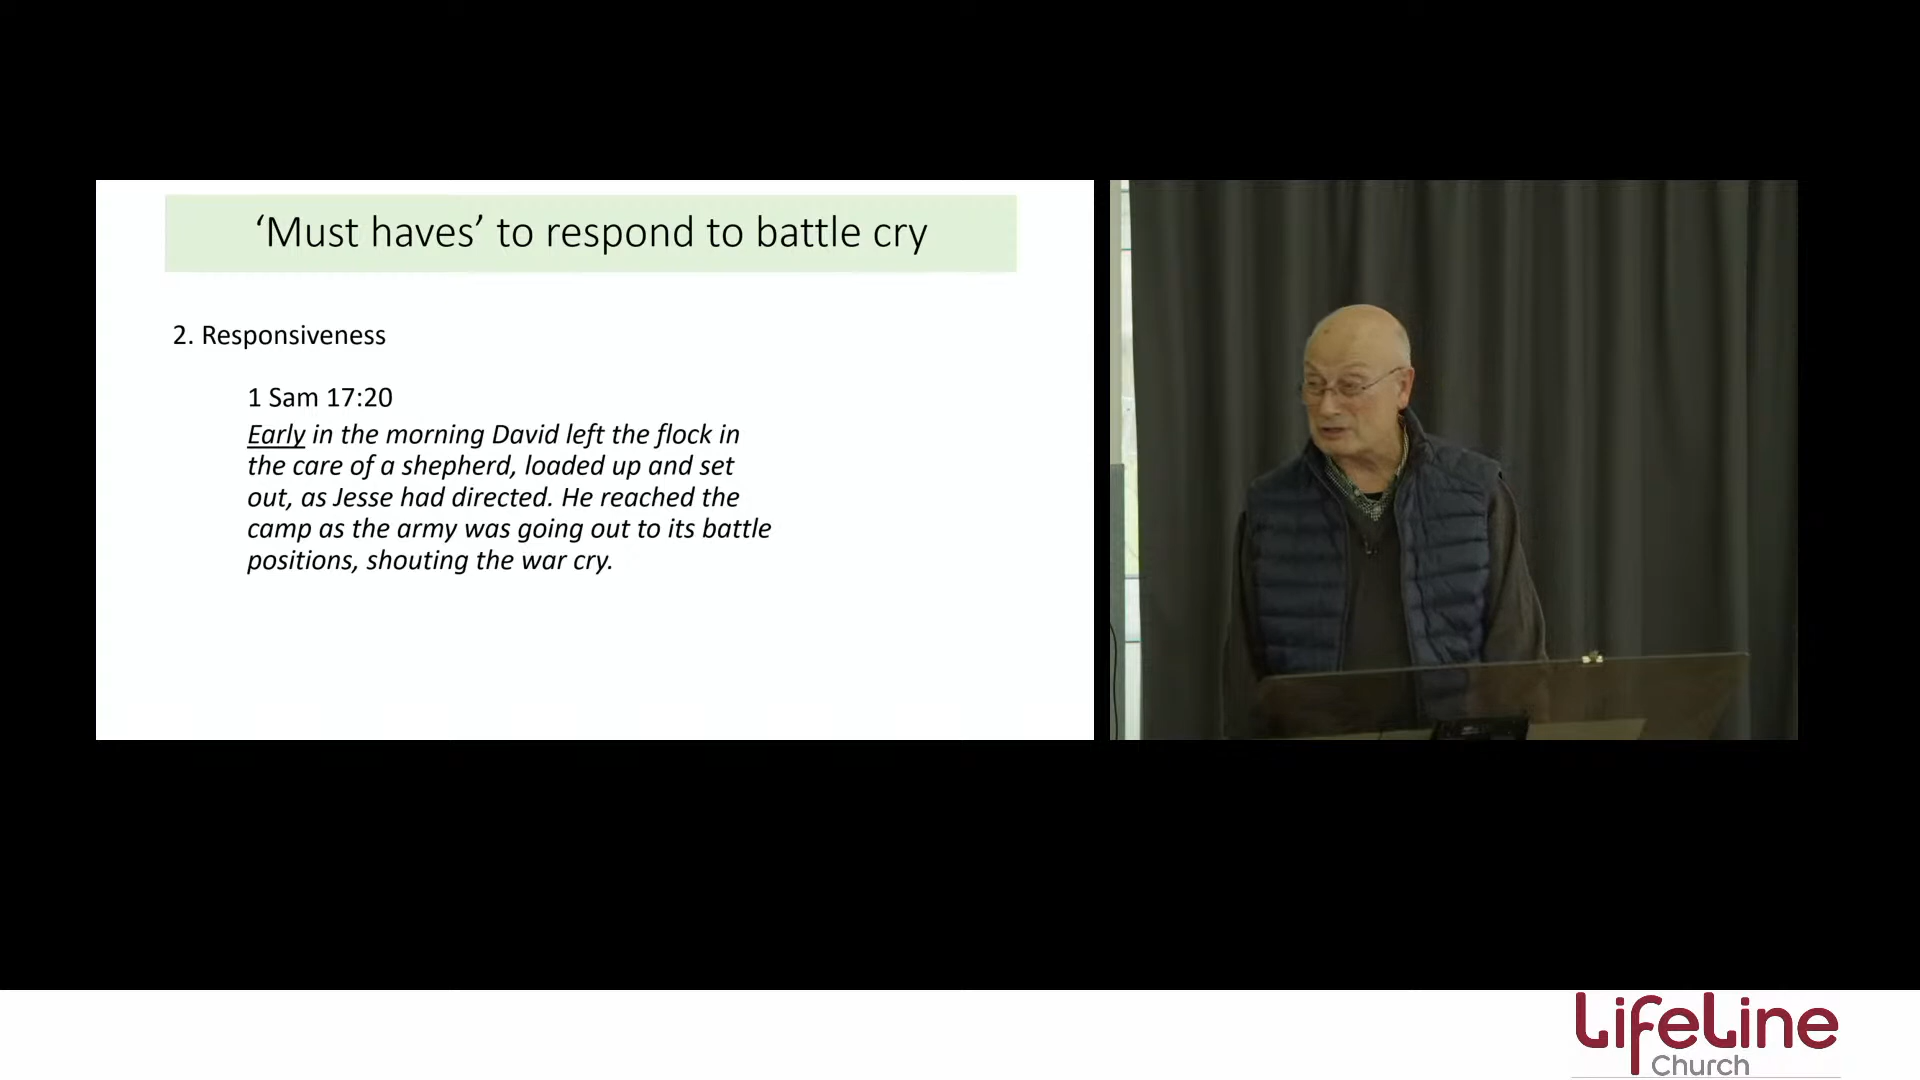 ‘Must haves’ to respond to battle cry
2. Responsiveness
1 Sam 17:20
Early in the morning David left the flock in
the care of a shepherd, loaded up and set
out, as Jesse had directed. He reached the
camp as the army was going out to its battle
positions, shouting the war cry.
LifeLine
Church